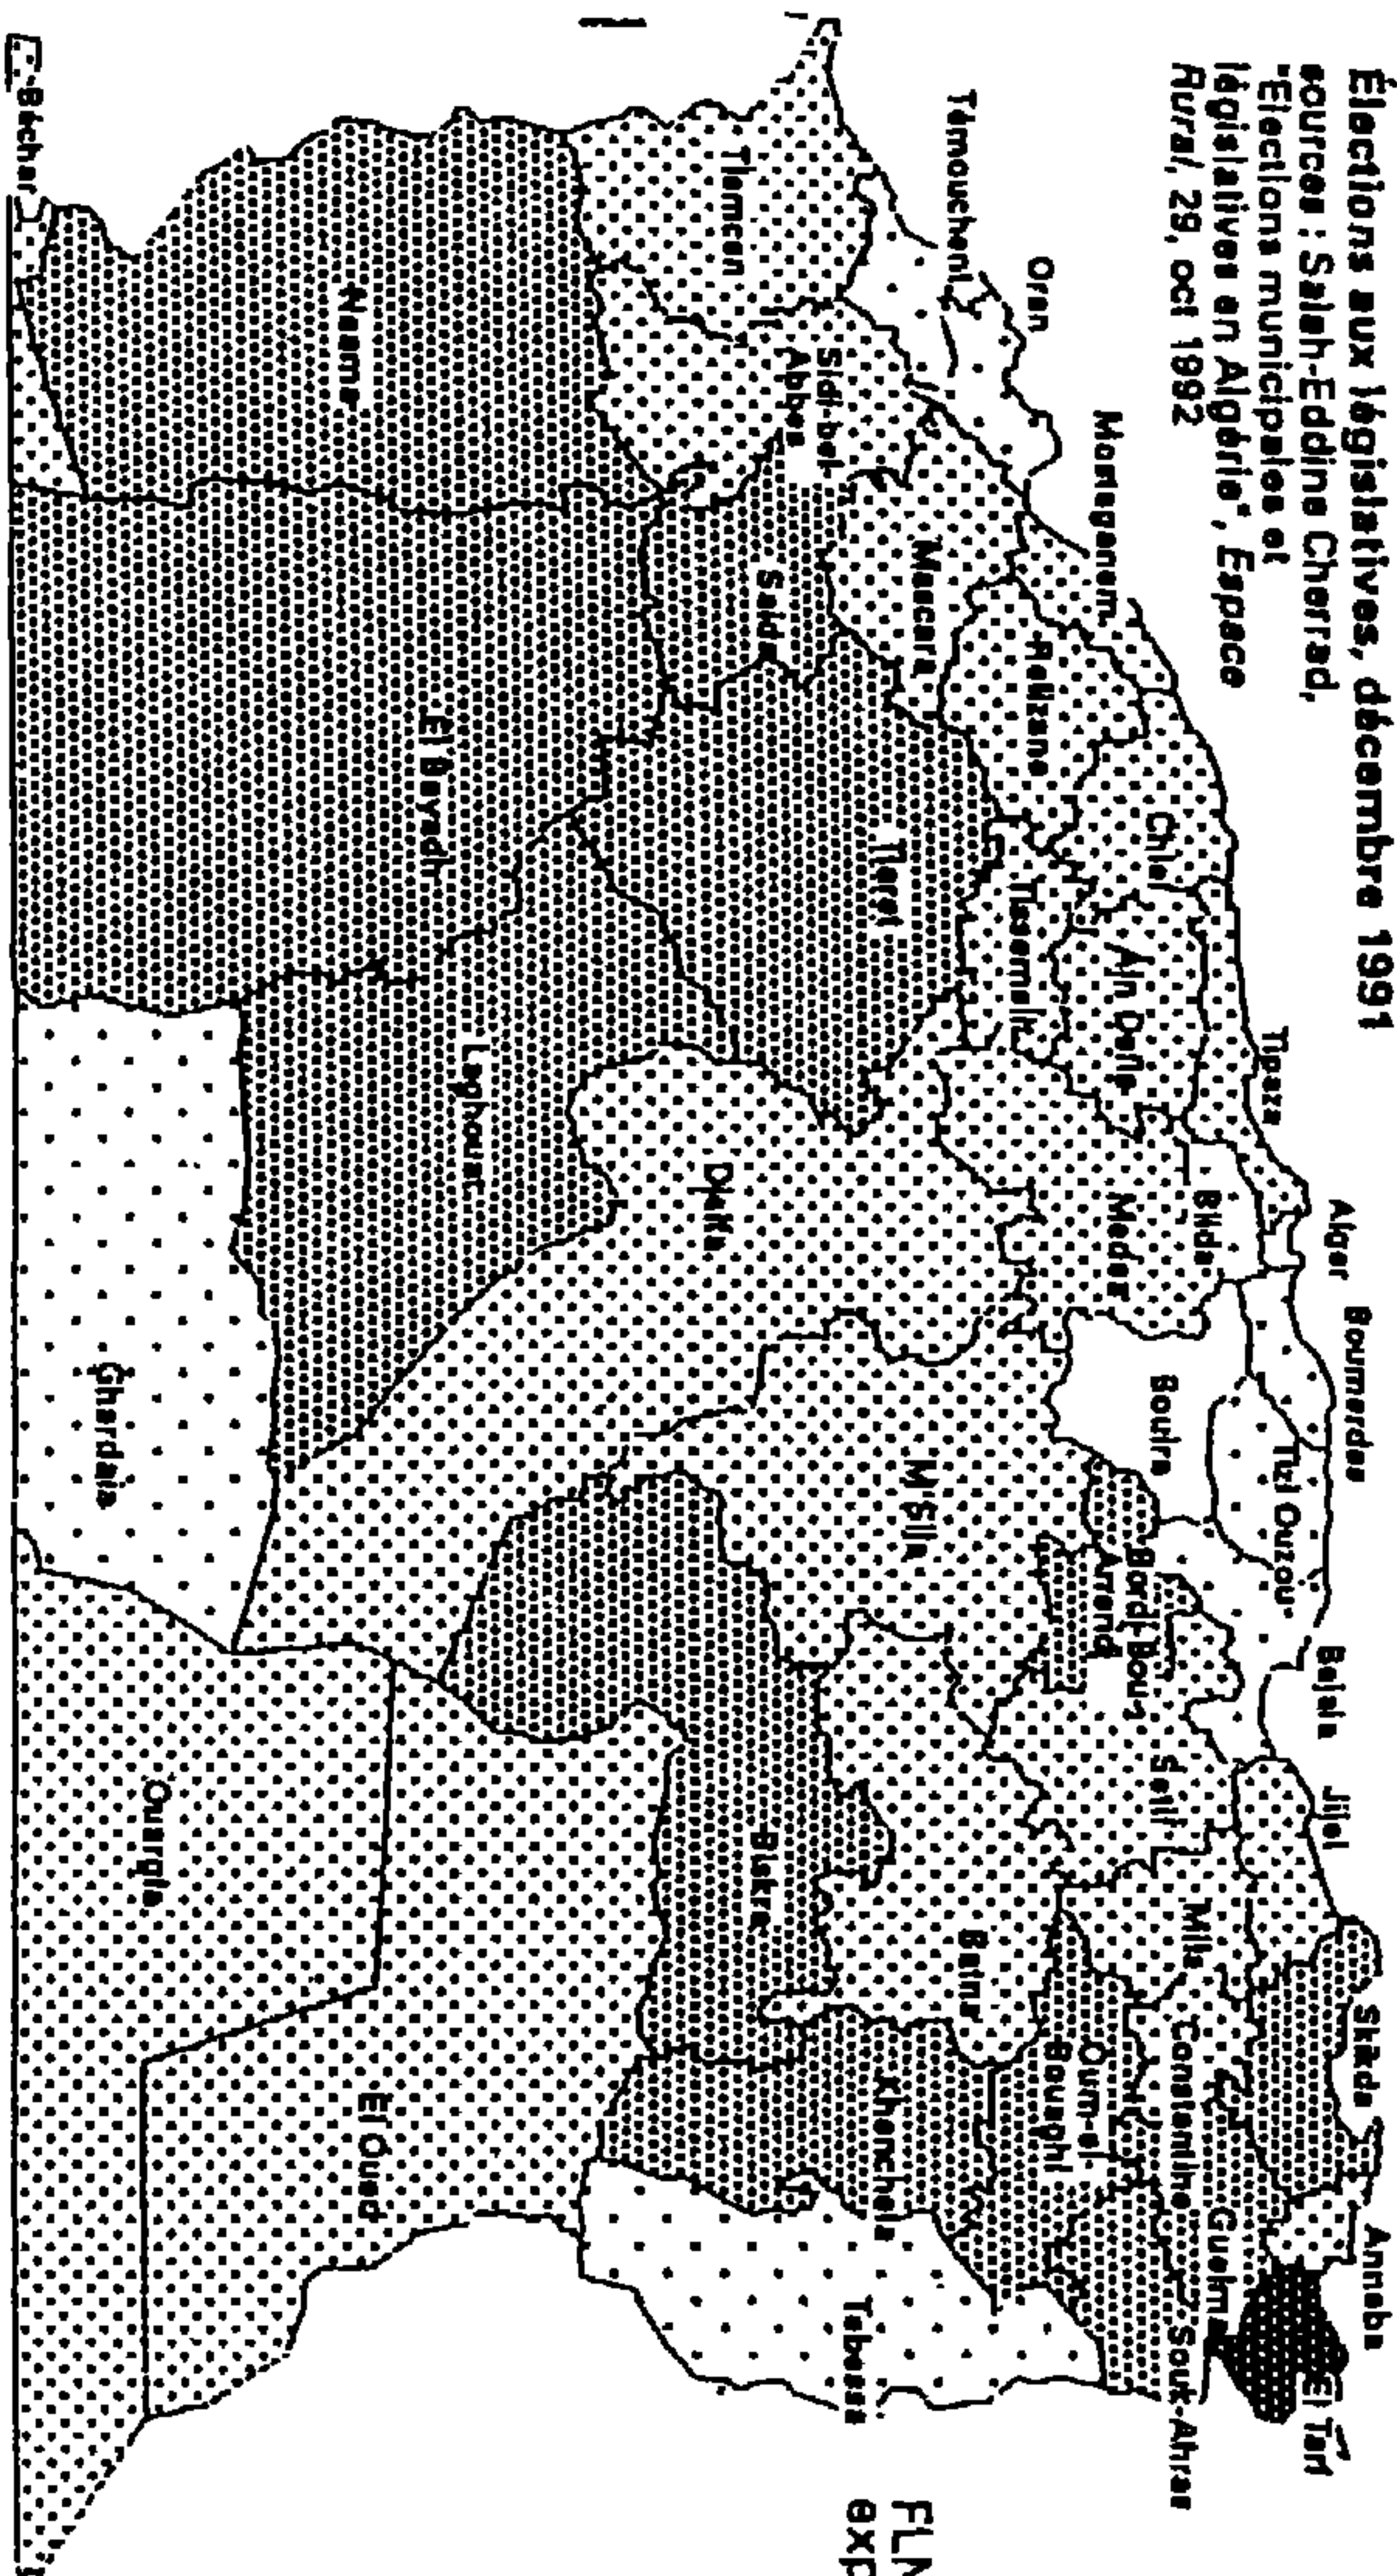 Élections aux législatives, décembre 1991
sources : Salah-Eddine Cherrad,
"Elections municipales et
législatives en Algérie", Espace
Rural, 29, oct 1992
Témouchent
Oran
Mostaganem
Tipaza
Alger
Boumerdes
Tizi Ouzou
Bejaia
Jijel
Skikda
Annaba
El Tarf
Tlemcen
Sidi-bel-
Abbes
Mascara
Relizane
Chlef
Aïn Defla
Tissemsilt
Blida
Medea
Bouira
Bordj-Bou-
Arrerid
Setif
Mila
Constantine
Guelma
Souk-Ahras
Saida
Tiaret
Djelfa
M'Sila
Batna
Oum-el-
Bouaghi
Khenchela
Tebessa
Biskra
Naama
El Bayadh
Laghouat
El Oued
Béchar
Ghardaia
Ouargla
FLN
exp